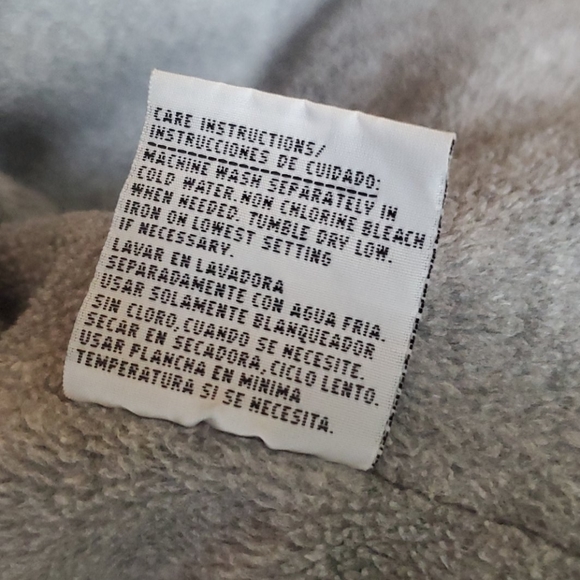 CARE INSTRUCTIONS/
INSTRUCCIONES DE CUIDADO:
MACHINE WASH SEPARATELY IN
COLD WATER.NON CHLORINE BLEACH
WHEN NEEDED. TUMBLE DRY LOW.
IRON ON LOWEST SETTING
IF NECESSARY.
LAVAR EN LAVADORA
SEPARADAMENTE CON AGUA FRIA.
USAR SOLAMENTE BLANQUEADOR
SIN CLORO,CUANDO SE NECESITE.
SECAR EN SECADORA,CICLO LENTO.
USAR PLANCHA EN MINIMA
TEMPERATURA SI SE NECESITA.